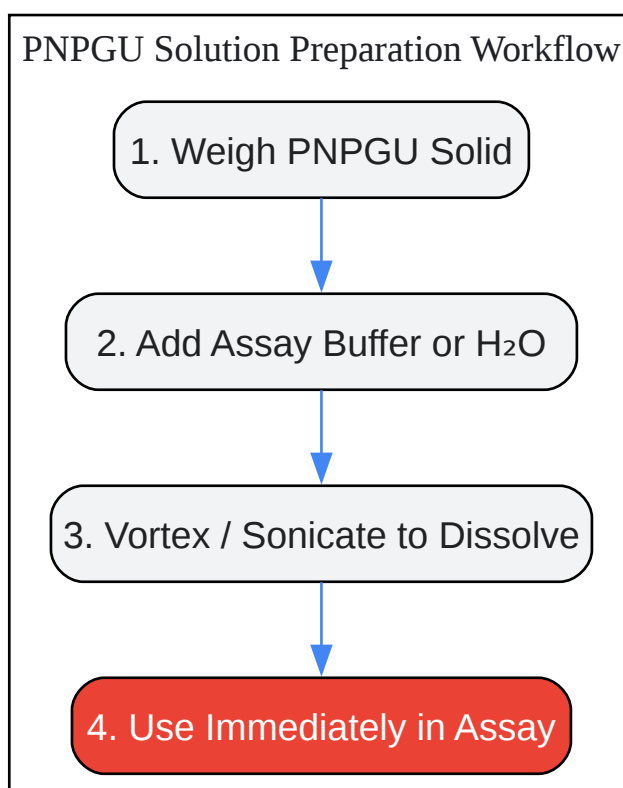 PNPGU Solution Preparation Workflow
1. Weigh PNPGU Solid
2. Add Assay Buffer or H₂O
3. Vortex / Sonicate to Dissolve
4. Use Immediately in Assay